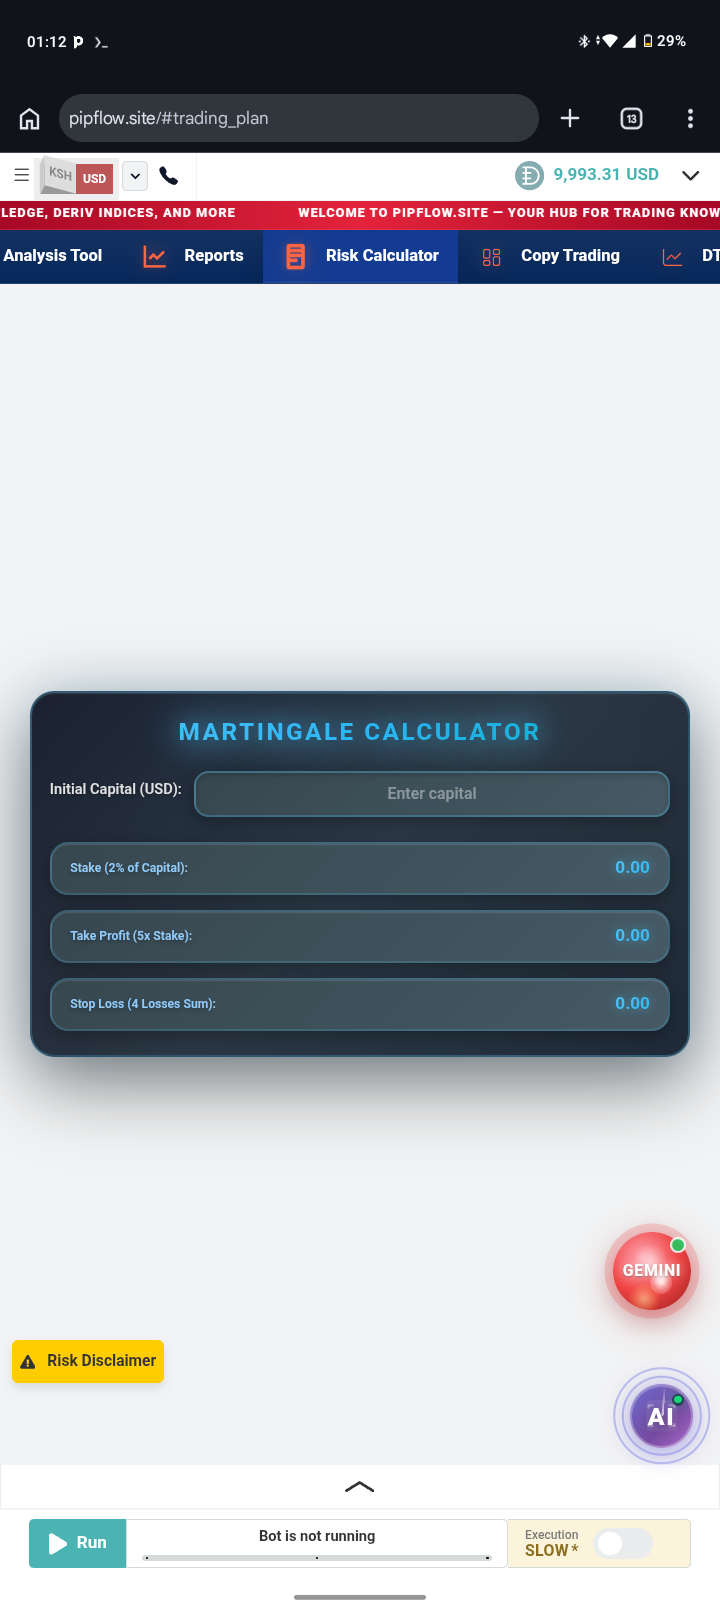 01:12
29%
pipflow.site/#trading_plan
13
KSH
USD
9,993.31 USD
LEDGE, DERIV INDICES, AND MORE WELCOME TO PIPFLOW.SITE — YOUR HUB FOR TRADING KNOW
Analysis Tool
Reports
Risk Calculator
Copy Trading
DT
MARTINGALE CALCULATOR
Initial Capital (USD):
Enter capital
Stake (2% of Capital):
0.00
Take Profit (5x Stake):
0.00
Stop Loss (4 Losses Sum):
0.00
GEMINI
Risk Disclaimer
AI
Run
Bot is not running
Execution
SLOW *